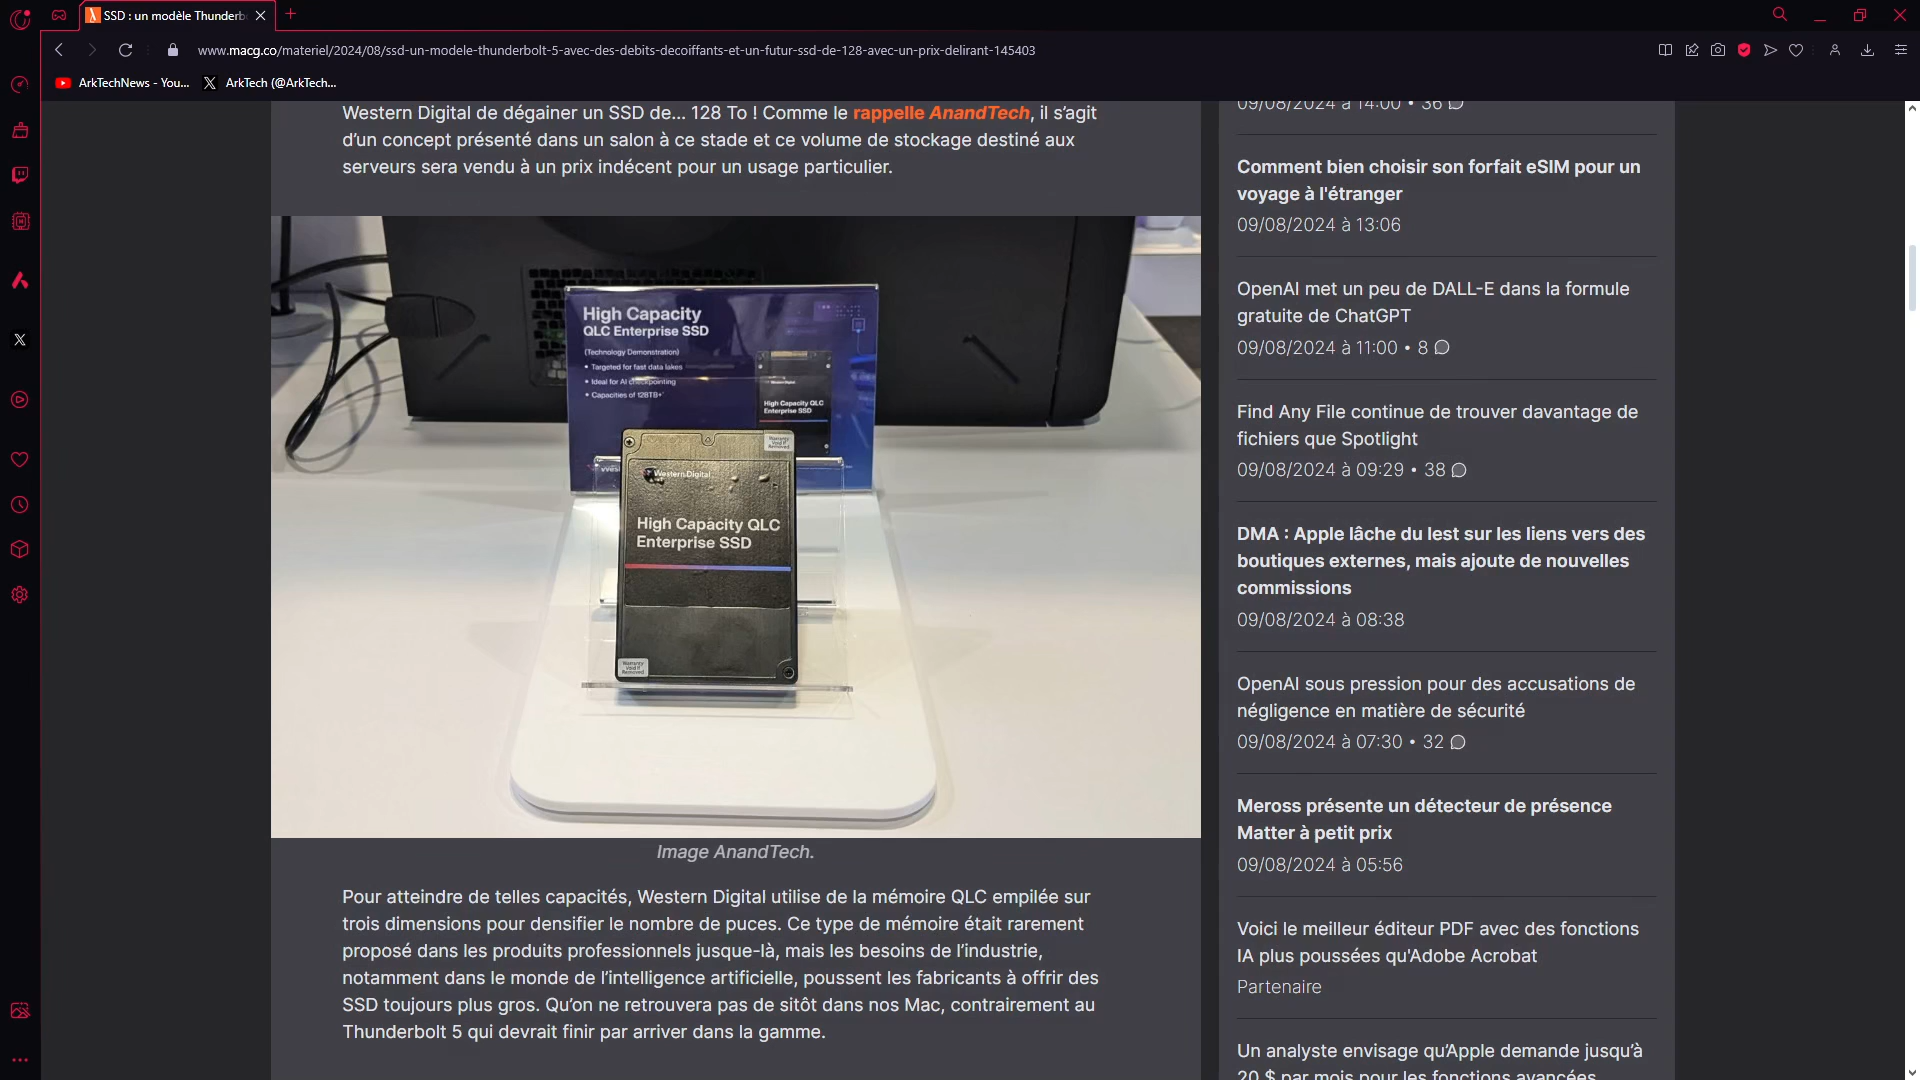 SSD : un modèle Thunderb
www.macg.co/materiel/2024/08/ssd-un-modele-thunderbolt-5-avec-des-debits-decoiffants-et-un-futur-ssd-de-128-avec-un-prix-delirant-145403
ArkTechNews - You...
ArkTech (@ArkTech...
Western Digital de dégainer un SSD de... 128 To ! Comme le rappelle AnandTech, il s'agit
d'un concept présenté dans un salon à ce stade et ce volume de stockage destiné aux
serveurs sera vendu à un prix indécent pour un usage particulier.
High Capacity
QLC Enterprise SSD
(Technology Demonstration)
• Targeted for fast data lakes
• Ideal for AI checkpointing
• Capacities of 128TB+
High Capacity QLC
Enterprise SSD
Warranty
Void If
Removed
Western Digital
High Capacity QLC
Enterprise SSD
Warranty
Void If
Removed
Image AnandTech.
Pour atteindre de telles capacités, Western Digital utilise de la mémoire QLC empilée sur
trois dimensions pour densifier le nombre de puces. Ce type de mémoire était rarement
proposé dans les produits professionnels jusque-là, mais les besoins de l'industrie,
notamment dans le monde de l'intelligence artificielle, poussent les fabricants à offrir des
SSD toujours plus gros. Qu'on ne retrouvera pas de sitôt dans nos Mac, contrairement au
Thunderbolt 5 qui devrait finir par arriver dans la gamme.
09/08/2024 à 14:00 • 36
Comment bien choisir son forfait eSIM pour un
voyage à l'étranger
09/08/2024 à 13:06
OpenAI met un peu de DALL-E dans la formule
gratuite de ChatGPT
09/08/2024 à 11:00 • 8
Find Any File continue de trouver davantage de
fichiers que Spotlight
09/08/2024 à 09:29 • 38
DMA : Apple lâche du lest sur les liens vers des
boutiques externes, mais ajoute de nouvelles
commissions
09/08/2024 à 08:38
OpenAI sous pression pour des accusations de
négligence en matière de sécurité
09/08/2024 à 07:30 • 32
Meross présente un détecteur de présence
Matter à petit prix
09/08/2024 à 05:56
Voici le meilleur éditeur PDF avec des fonctions
IA plus poussées qu'Adobe Acrobat
Partenaire
Un analyste envisage qu'Apple demande jusqu'à
20 $ par mois pour les fonctions avancées